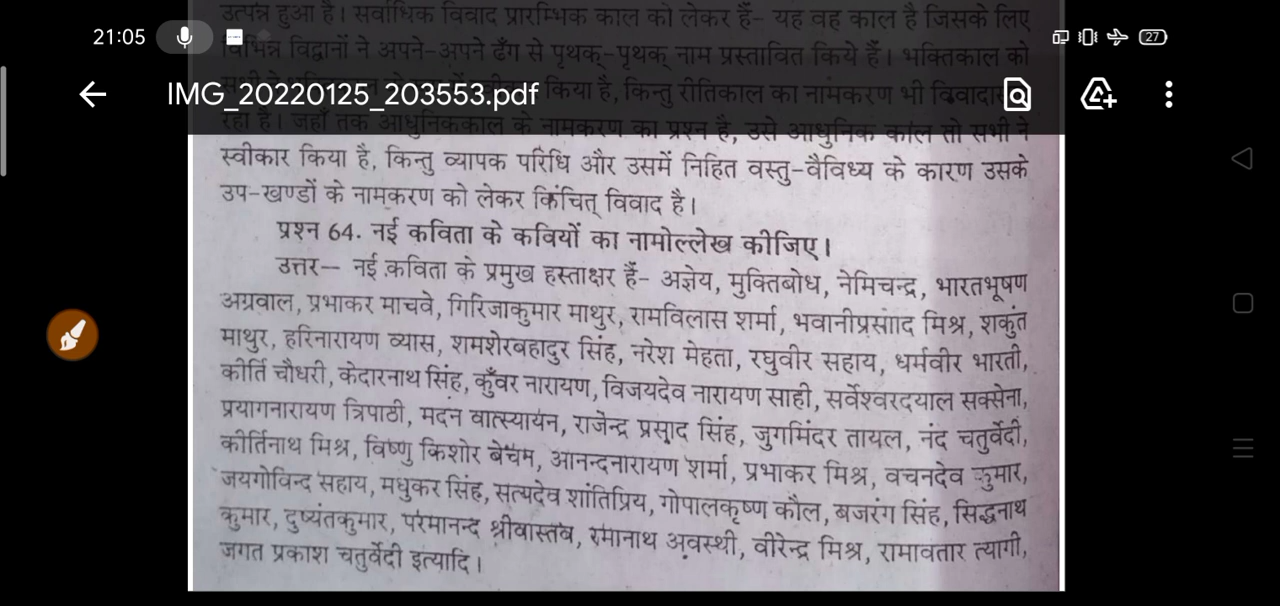 उत्पन्न हुआ है। सर्वाधिक विवाद प्रारम्भिक काल को लेकर हैं- यह वह काल है जिसके लिए
21:05
27
विद्वानों ने अपने-अपने ढँग से पृथक्-पृथक् नाम प्रस्तावित किये हैं। भक्तिकाल को
IMG_20220125_203553.pdf
किया है, किन्तु रीतिकाल का नामकरण भी
रहा है। जहाँ तक आधुनिककाल के नामकरण का प्रश्न है, उसे आधुनिक काल तो सभी ने
स्वीकार किया है, किन्तु व्यापक परिधि और उसमें निहित वस्तु-वैविध्य के कारण उसके
उप-खण्डों के नामकरण को लेकर किंचित् विवाद है।
प्रश्न 64. नई कविता के कवियों का नामोल्लेख कीजिए।
उत्तर— नई कविता के प्रमुख हस्ताक्षर हैं- अज्ञेय, मुक्तिबोध, नेमिचन्द्र, भारतभूषण
अग्रवाल, प्रभाकर माचवे, गिरिजाकुमार माथुर, रामविलास शर्मा, भवानीप्रसााद मिश्र, शकुंत
माथुर, हरिनारायण व्यास, शमशेरबहादुर सिंह, नरेश मेहता, रघुवीर सहाय, धर्मवीर भारती,
कीर्ति चौधरी, केदारनाथ सिंह, कुँवर नारायण, विजयदेव नारायण साही, सर्वेश्वरदयाल सक्सेना,
प्रयागनारायण त्रिपाठी, मदन वात्स्यायन, राजेन्द्र प्रसाद सिंह, जुगमिंदर तायल, नंद चतुर्वेदी,
कीर्तिनाथ मिश्र, विष्णु किशोर बेचम, आनन्दनारायण शर्मा, प्रभाकर मिश्र, वचनदेव कुमार,
जयगोविन्द सहाय, मधुकर सिंह, सत्यदेव शांतिप्रिय, गोपालकृष्ण कौल, बजरंग सिंह, सिद्धनाथ
कुमार, दुष्यंतकुमार, परमानन्द श्रीवास्तव, रमानाथ अवस्थी, वीरेन्द्र मिश्र, रामावतार त्यागी,
जगत प्रकाश चतुर्वेदी इत्यादि।